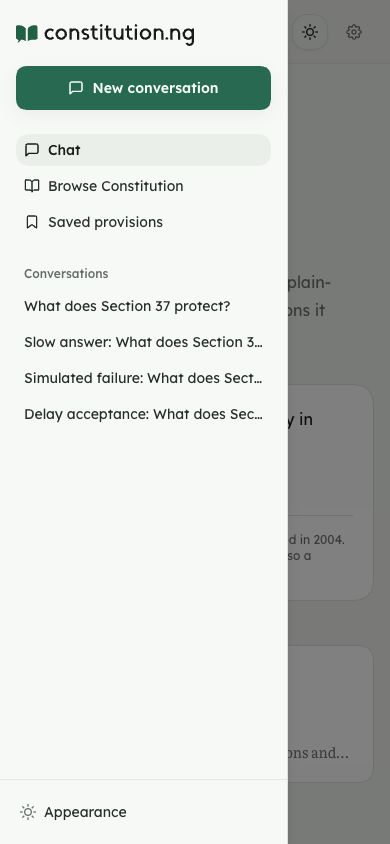 constitution.ng
New conversation
Chat
Browse Constitution
Saved provisions
Conversations
What does Section 37 protect?
Slow answer: What does Section 3...
Simulated failure: What does Sect...
Delay acceptance: What does Sec...
Appearance
plain-
ons it
y in
d in 2004.
so a
ons and...